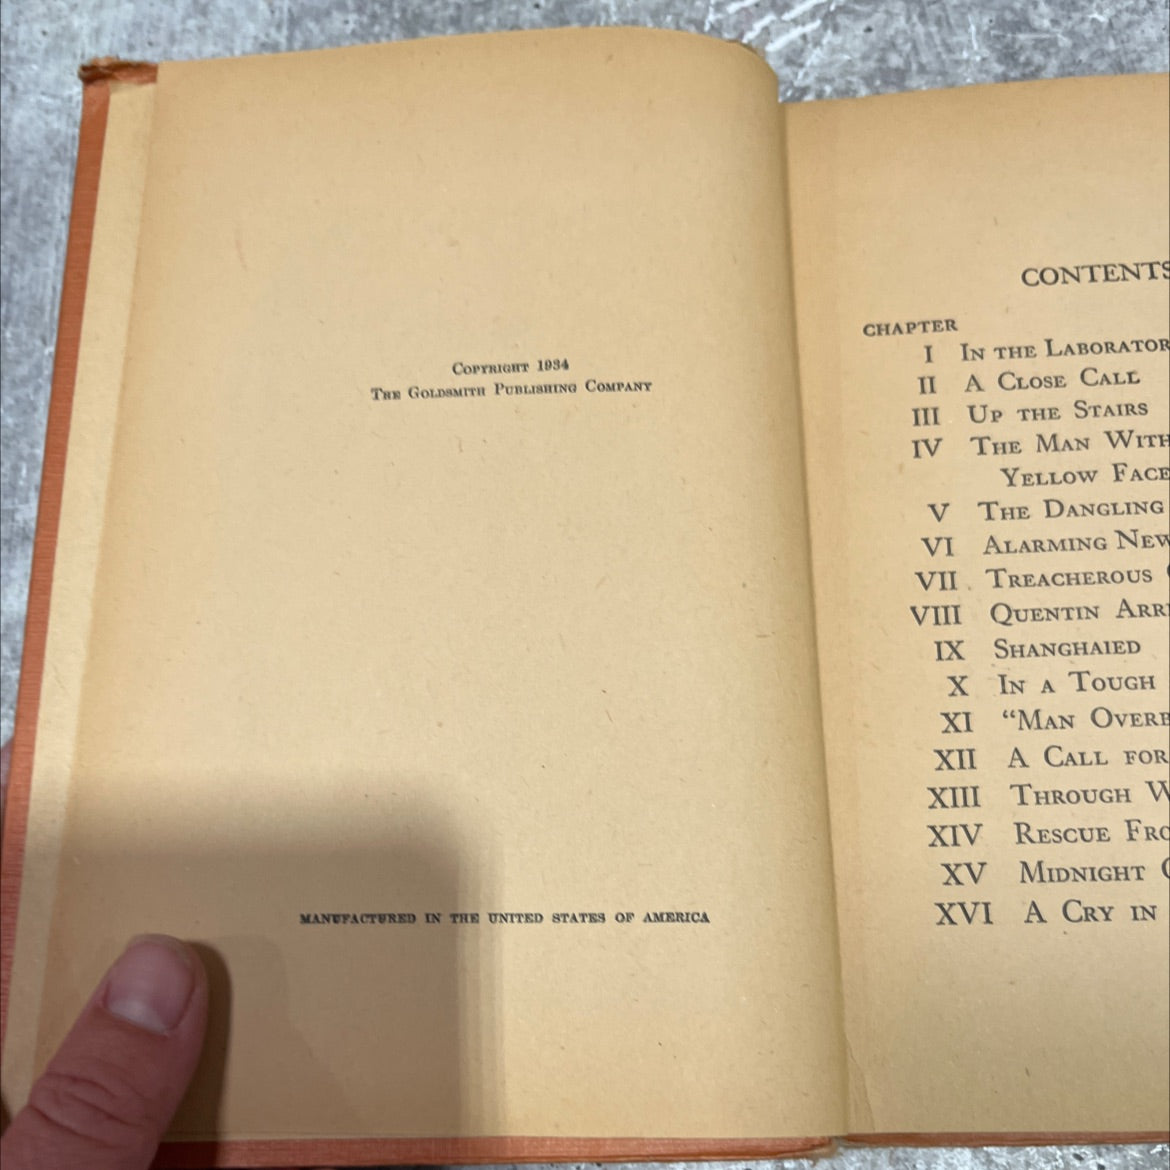 COPYRIGHT 1934
THE GOLDSMITH PUBLISHING COMPANY
MANUFACTURED IN THE UNITED STATES OF AMERICA
CONTENTS
CHAPTER
I IN THE LABORATOR
II A CLOSE CALL
III UP THE STAIRS
IV THE MAN WITH
YELLOW FACE
V THE DANGLING
VI ALARMING NEW
VII TREACHEROUS
VIII QUENTIN ARRI
IX SHANGHAIED
X IN A TOUGH
XI "MAN OVERB
XII A CALL FOR
XIII THROUGH W
XIV RESCUE FRO
XV MIDNIGHT
XVI A CRY IN